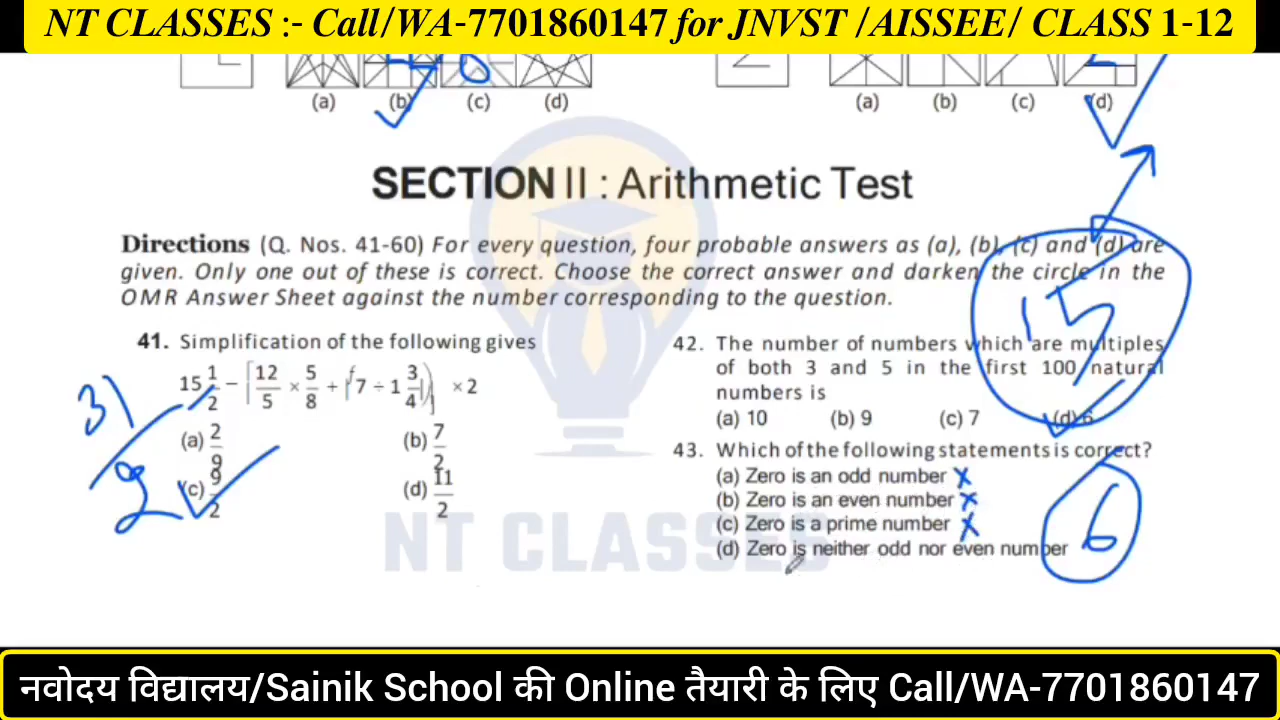 NT CLASSES :- Call/WA-7701860147 for JNVST /AISSEE/ CLASS 1-12
(a) (b) (c) (d)
(a) (b) (c) (d)
SECTION II : Arithmetic Test
Directions (Q. Nos. 41-60) For every question, four probable answers as (a), (b), (c) and (d) are
given. Only one out of these is correct. Choose the correct answer and darken the circle in the
OMR Answer Sheet against the number corresponding to the question.
15
41. Simplification of the following gives
15 1/2 − [12/5 × 5/8 + (7 ÷ 1 3/4)] × 2
31/2
(a) 2/9
(b) 7/2
(c) 9/2
(d) 11/2
42. The number of numbers which are multiples
of both 3 and 5 in the first 100 natural
numbers is
(a) 10 (b) 9 (c) 7 (d) 6
43. Which of the following statements is correct?
(a) Zero is an odd number x
(b) Zero is an even number x
(c) Zero is a prime number x
(d) Zero is neither odd nor even number
6
NT CLASSES
नवोदय विद्यालय/Sainik School की Online तैयारी के लिए Call/WA-7701860147